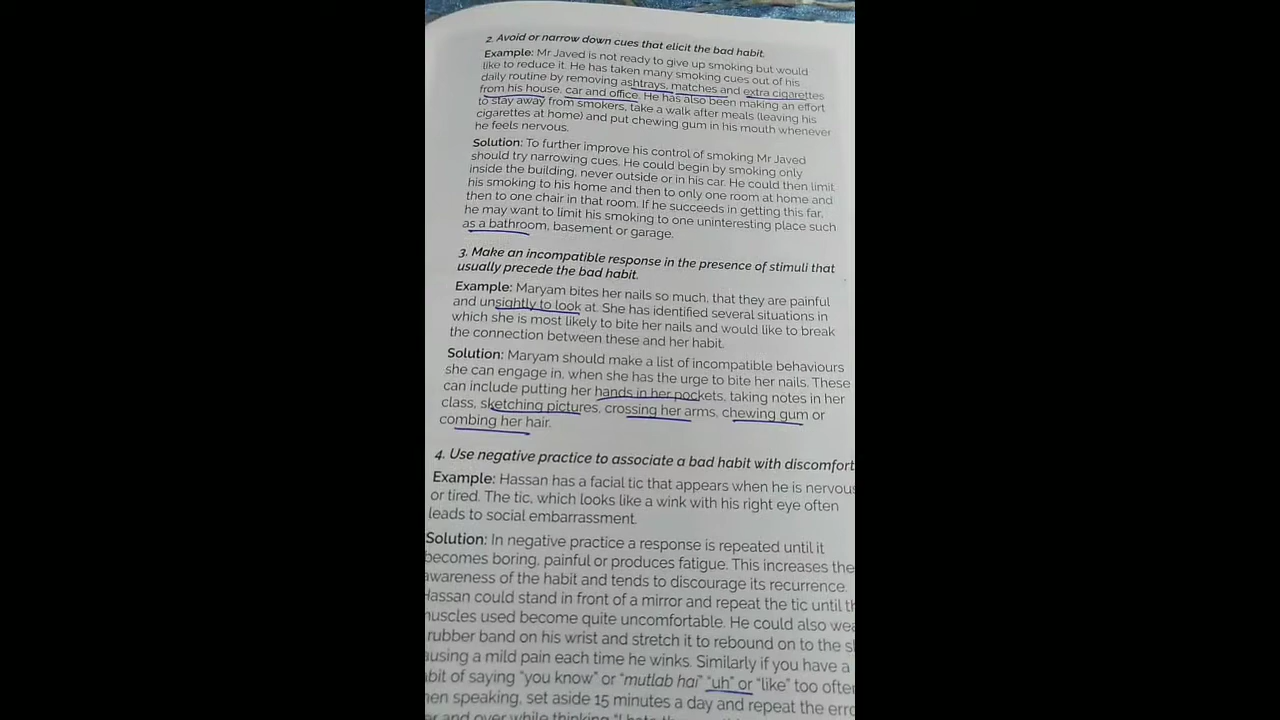 2. Avoid or narrow down cues that elicit the bad habit.
Example: Mr Javed is not ready to give up smoking but would
like to reduce it. He has taken many smoking cues out of his
daily routine by removing ashtrays, matches and extra cigarettes
from his house, car and office. He has also been making an effort
to stay away from smokers, take a walk after meals (leaving his
cigarettes at home) and put chewing gum in his mouth whenever
he feels nervous.
Solution: To further improve his control of smoking Mr Javed
should try narrowing cues. He could begin by smoking only
inside the building, never outside or in his car. He could then limit
his smoking to his home and then to only one room at home and
then to one chair in that room. If he succeeds in getting this far,
he may want to limit his smoking to one uninteresting place such
as a bathroom, basement or garage.
3. Make an incompatible response in the presence of stimuli that
usually precede the bad habit.
Example: Maryam bites her nails so much, that they are painful
and unsightly to look at. She has identified several situations in
which she is most likely to bite her nails and would like to break
the connection between these and her habit.
Solution: Maryam should make a list of incompatible behaviours
she can engage in, when she has the urge to bite her nails. These
can include putting her hands in her pockets, taking notes in her
class, sketching pictures, crossing her arms, chewing gum or
combing her hair.
4. Use negative practice to associate a bad habit with discomfort
Example: Hassan has a facial tic that appears when he is nervous
or tired. The tic, which looks like a wink with his right eye often
leads to social embarrassment.
Solution: In negative practice a response is repeated until it
becomes boring, painful or produces fatigue. This increases the
awareness of the habit and tends to discourage its recurrence.
Hassan could stand in front of a mirror and repeat the tic until th
muscles used become quite uncomfortable. He could also wea
rubber band on his wrist and stretch it to rebound on to the s
ausing a mild pain each time he winks. Similarly if you have a
bit of saying "you know" or "mutlab hai" "uh" or "like" too ofte
hen speaking, set aside 15 minutes a day and repeat the erro
and over while thinking